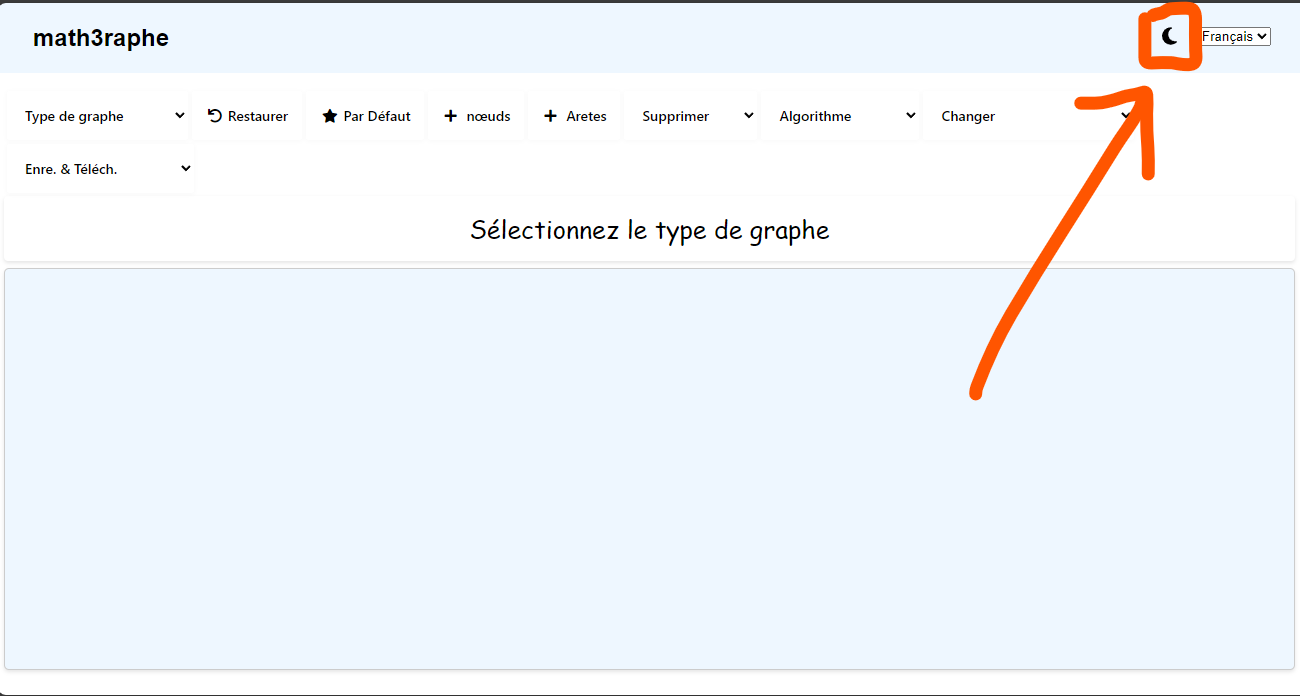 math3raphe
Français
Type de graphe Restaurer Par Défaut nœuds Aretes Supprimer Algorithme Changer
Enre. & Téléch.
Sélectionnez le type de graphe